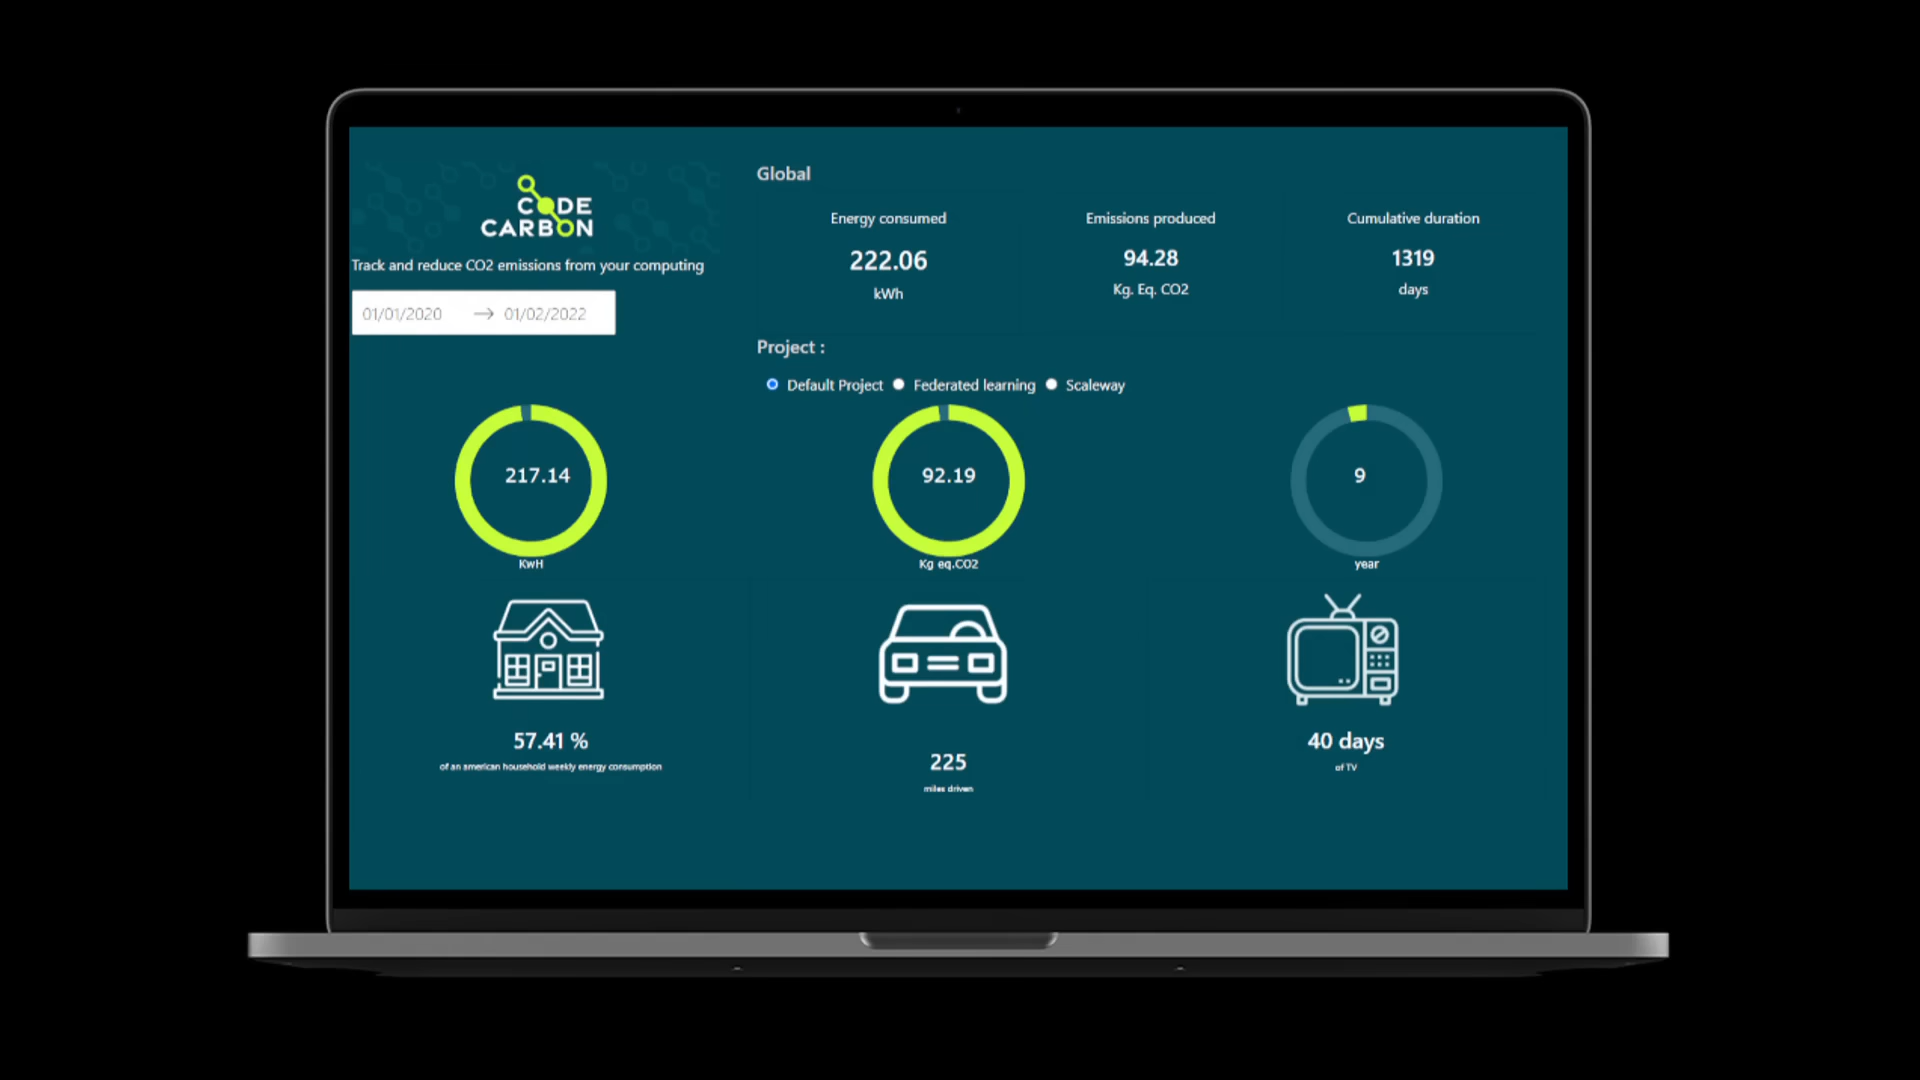 CODE
CARBON
Track and reduce CO2 emissions from your computing
01/01/2020 → 01/02/2022
Global
Energy consumed
222.06
kWh
Emissions produced
94.28
Kg. Eq. CO2
Cumulative duration
1319
days
Project :
Default Project Federated learning Scaleway
217.14
KwH
92.19
Kg eq.CO2
9
year
57.41 %
of an american household weekly energy consumption
225
miles driven
40 days
of TV